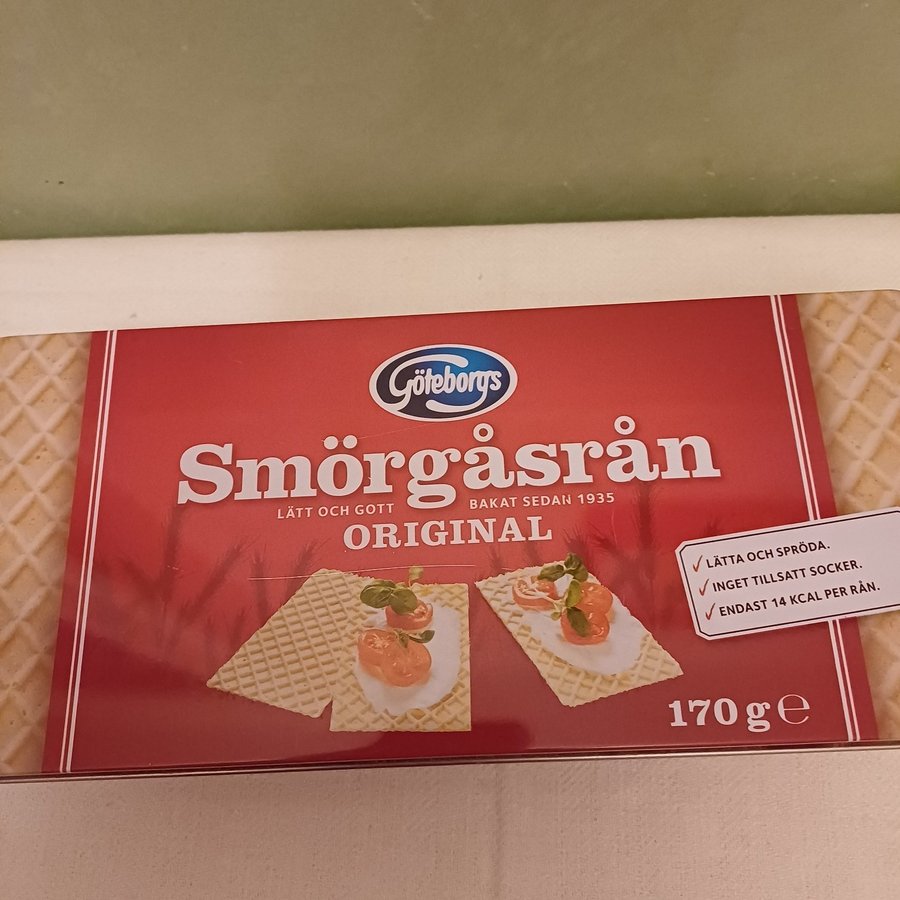 Göteborgs
Smörgåsrån
LÄTT OCH GOTT BAKAT SEDAN 1935
ORIGINAL
✓ LÄTTA OCH SPRÖDA.
✓ INGET TILLSATT SOCKER.
✓ ENDAST 14 KCAL PER RÅN.
170 g ℮